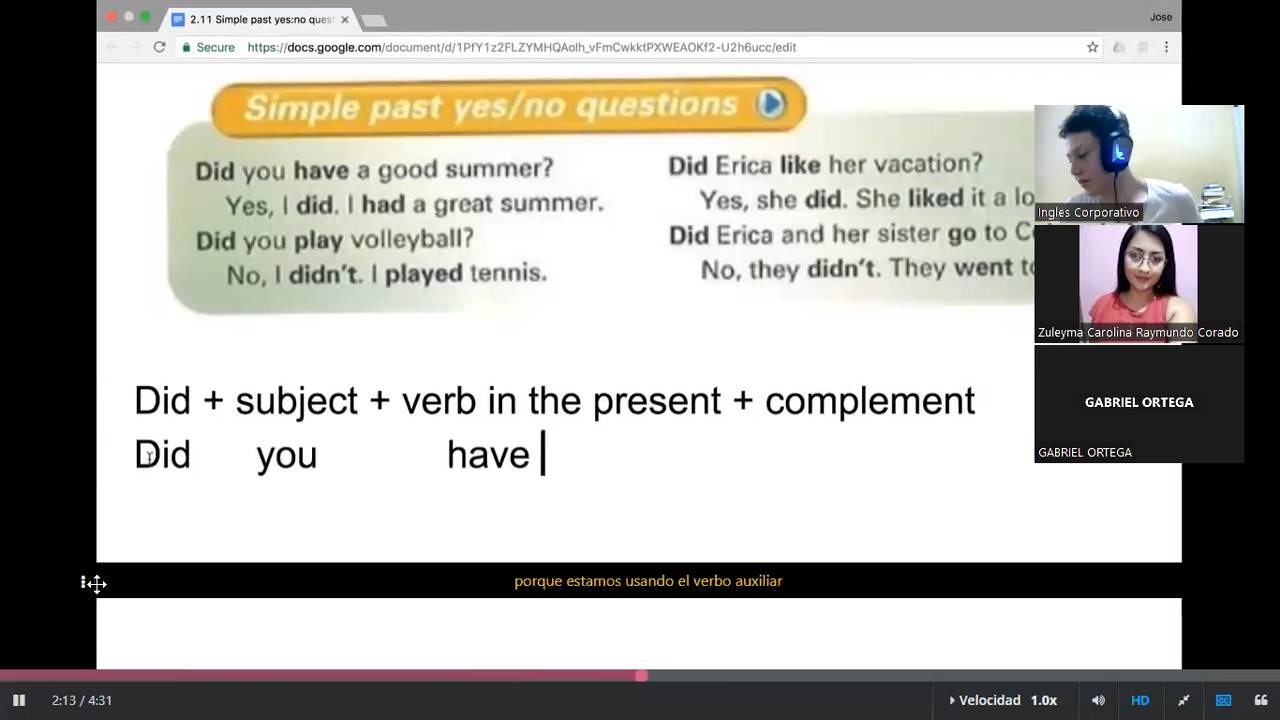 2.11 Simple past yes:no ques
Jose
Secure https://docs.google.com/document/d/1PfY1z2FLZYMHQAolh_vFmCwkktPXWEAOKf2-U2h6ucc/edit
Simple past yes/no questions
Did you have a good summer?
Yes, I did. I had a great summer.
Did you play volleyball?
No, I didn't. I played tennis.
Did Erica like her vacation?
Yes, she did. She liked it a lo
Did Erica and her sister go to C
No, they didn't. They went to
Ingles Corporativo
Zuleyma Carolina Raymundo Corado
GABRIEL ORTEGA
GABRIEL ORTEGA
Did + subject + verb in the present + complement
Did you have
porque estamos usando el verbo auxiliar
2:13 / 4:31
Velocidad 1.0x
HD
CC